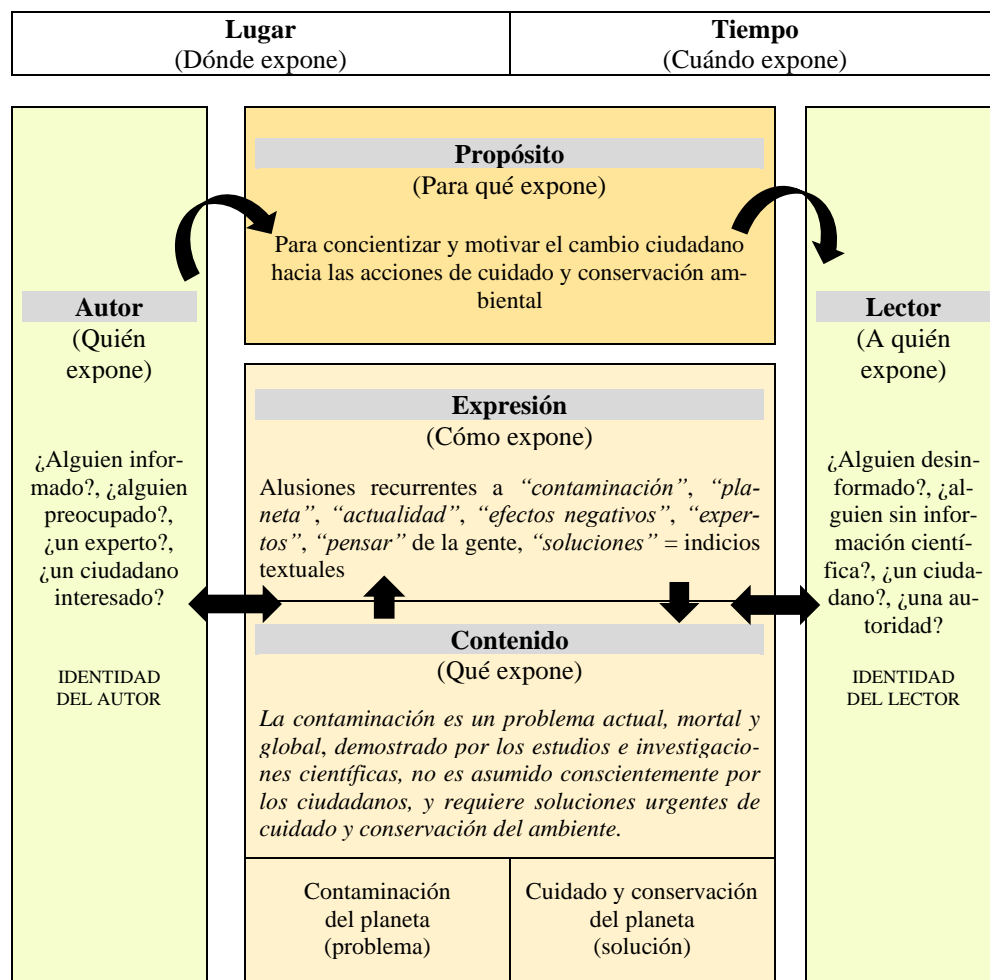 Lugar
(Dónde expone)
Tiempo
(Cuándo expone)
Autor
(Quién
expone)
¿Alguien infor-
mado?, ¿alguien
preocupado?,
¿un experto?,
¿un ciudadano
interesado?
IDENTIDAD
DEL AUTOR
Propósito
(Para qué expone)
Para concientizar y motivar el cambio ciudadano
hacia las acciones de cuidado y conservación am-
biental
Expresión
(Cómo expone)
Alusiones recurrentes a “contaminación”, “pla-
neta”, “actualidad”, “efectos negativos”, “exper-
tos”, “pensar” de la gente, “soluciones” = indicios
textuales
Contenido
(Qué expone)
La contaminación es un problema actual, mortal y
global, demostrado por los estudios e investigacio-
nes científicas, no es asumido conscientemente por
los ciudadanos, y requiere soluciones urgentes de
cuidado y conservación del ambiente.
Contaminación
del planeta
(problema)
Cuidado y conservación
del planeta
(solución)
Lector
(A quién
expone)
¿Alguien desin-
formado?, ¿al-
guien sin infor-
mación cientí-
fica?, ¿un ciuda-
dano?, ¿una au-
toridad?
IDENTIDAD
DEL LECTOR